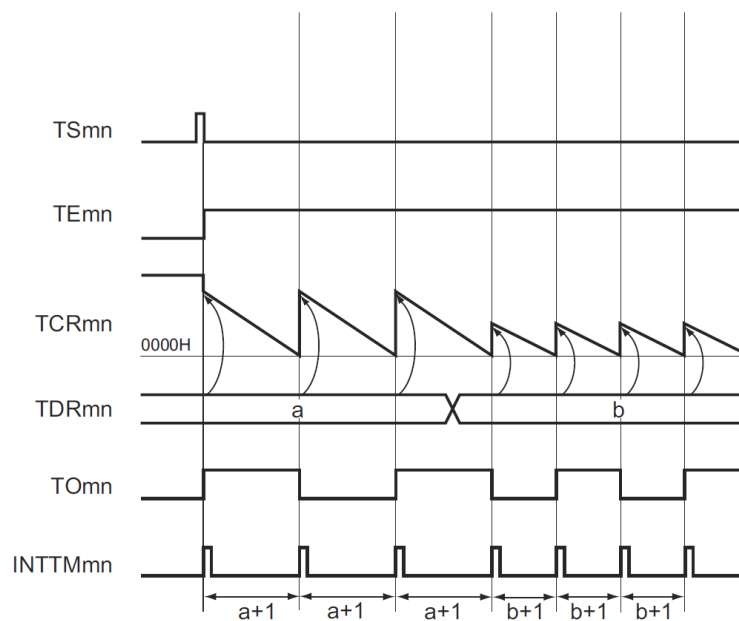 TSmn
TEmn
TCRmn
0000H
TDRmn
a
b
TOmn
INTTMmn
a+1
a+1
a+1
b+1
b+1
b+1